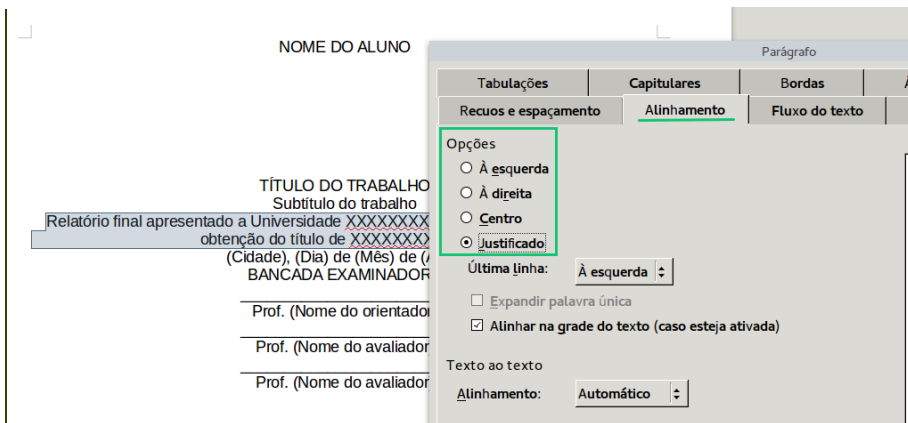 NOME DO ALUNO
TÍTULO DO TRABALHO
Subtítulo do trabalho
Relatório final apresentado a Universidade XXXXXXXX
obtenção do título de XXXXXXXX
(Cidade), (Dia) de (Mês) de
BANCADA EXAMINADOR
Prof. (Nome do orientador
Prof. (Nome do avaliador
Prof. (Nome do avaliador
Parágrafo
Tabulações Capitulares Bordas
Recuos e espaçamento Alinhamento Fluxo do texto
Opções
À esquerda
À direita
Centro
Justificado
Última linha: À esquerda
Expandir palavra única
Alinhar na grade do texto (caso esteja ativada)
Texto ao texto
Alinhamento: Automático